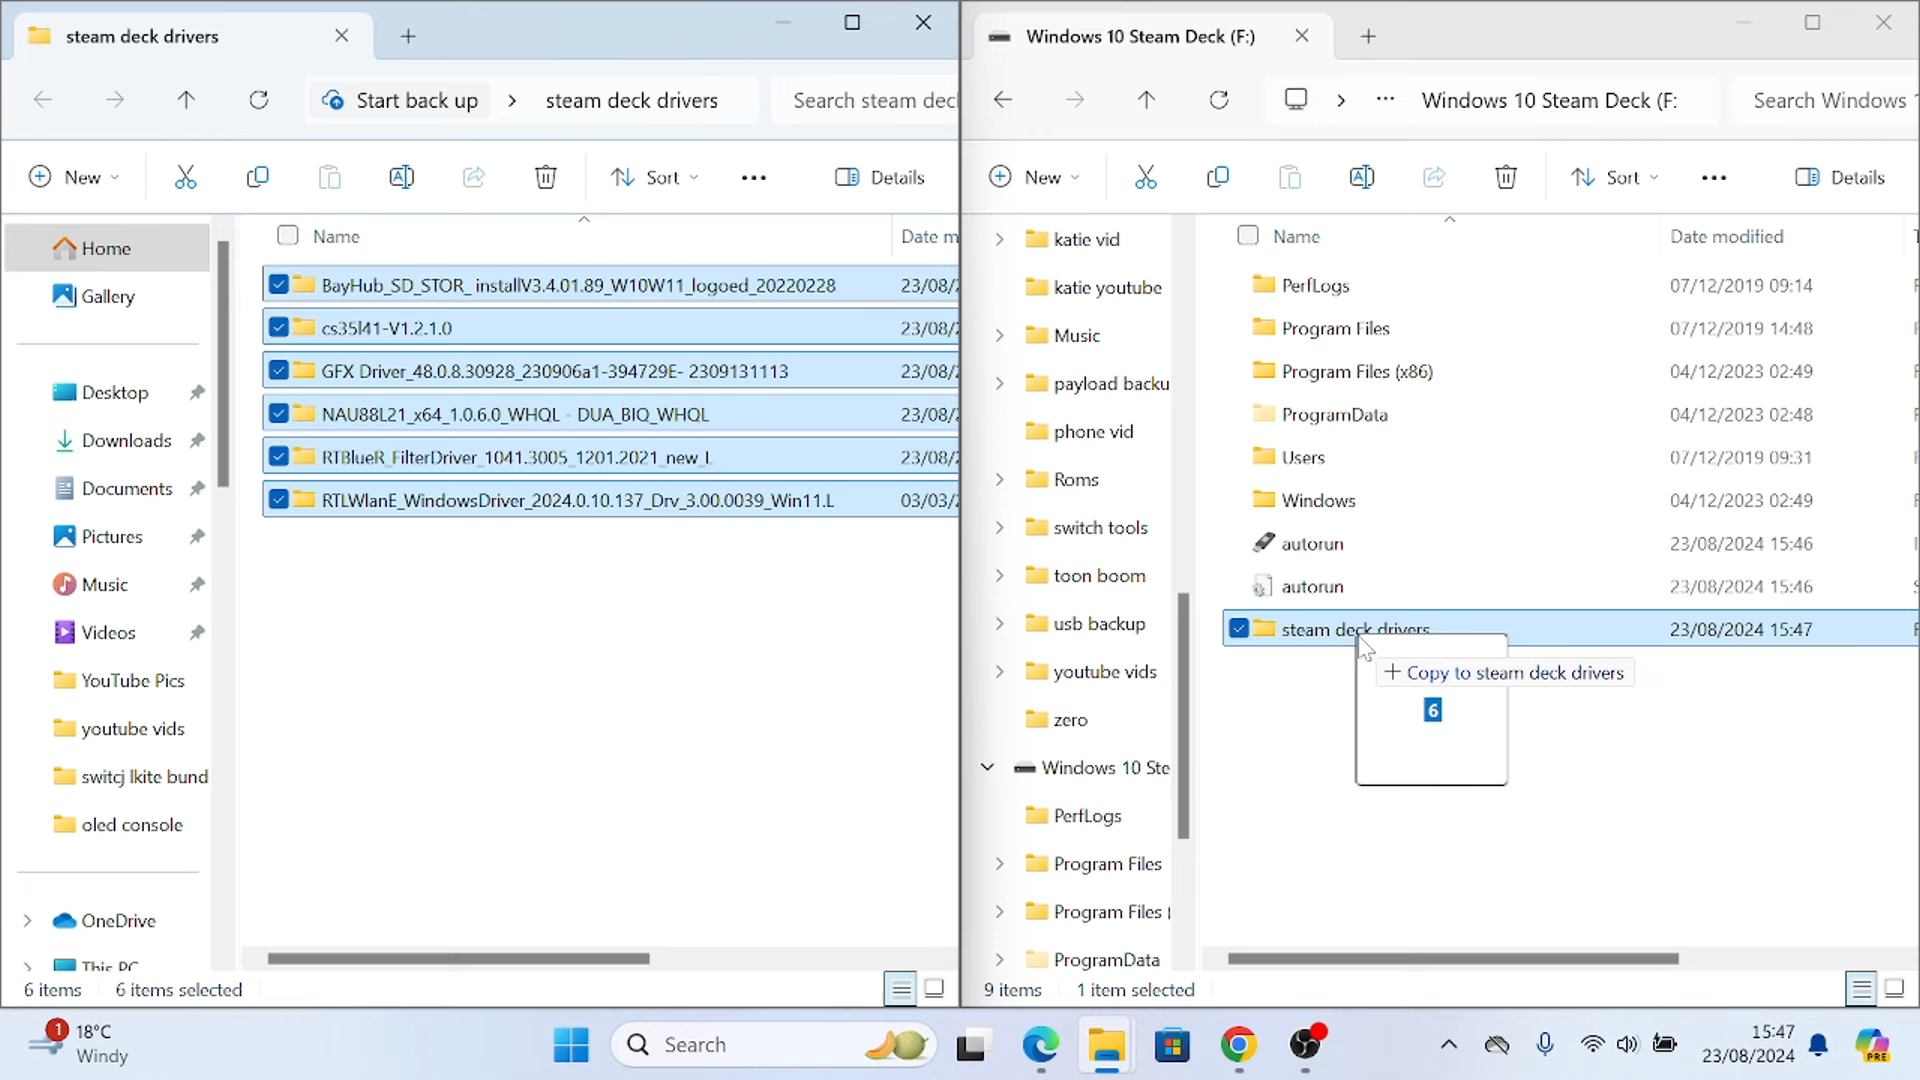 steam deck drivers
Start back up > steam deck drivers
Search steam dec
New
Sort
Details
Home
Gallery
Desktop
Downloads
Documents
Pictures
Music
Videos
YouTube Pics
youtube vids
switcj lkite bund
oled console
OneDrive
This PC
Name
Date m
BayHub_SD_STOR_ installV3.4.01.89_W10W11_logoed_20220228 23/08/2
cs35l41-V1.2.1.0 23/08/2
GFX Driver_48.0.8.30928_230906a1-394729E- 2309131113 23/08/2
NAU88L21_x64_1.0.6.0_WHQL - DUA_BIQ_WHQL 23/08/2
RTBlueR_FilterDriver_1041.3005_1201.2021_new_L 23/08/2
RTLWlanE_WindowsDriver_2024.0.10.137_Drv_3.00.0039_Win11.L 03/03/2
6 items 6 items selected
Windows 10 Steam Deck (F:)
Windows 10 Steam Deck (F:
Search Windows
New
Sort
Details
katie vid
katie youtube
Music
payload backu
phone vid
Roms
switch tools
toon boom
usb backup
youtube vids
zero
Windows 10 Ste
PerfLogs
Program Files
Program Files (
ProgramData
Name Date modified
PerfLogs 07/12/2019 09:14
Program Files 07/12/2019 14:48
Program Files (x86) 04/12/2023 02:49
ProgramData 04/12/2023 02:48
Users 07/12/2019 09:31
Windows 04/12/2023 02:49
autorun 23/08/2024 15:46
autorun 23/08/2024 15:46
steam deck drivers 23/08/2024 15:47
+ Copy to steam deck drivers
6
9 items 1 item selected
1
18°C
Windy
Search
15:47
23/08/2024
PRE